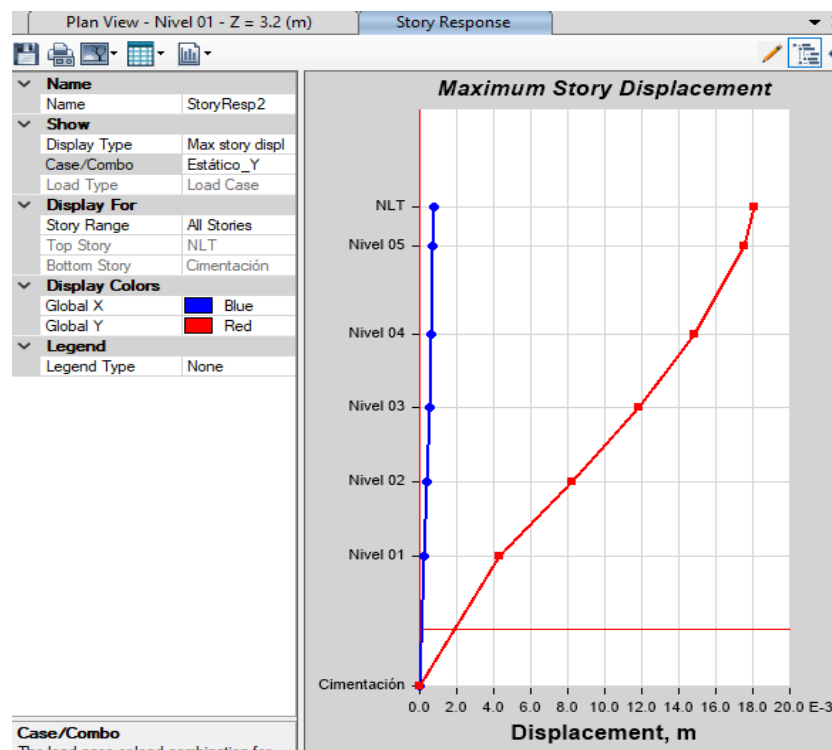 Plan View - Nivel 01 - Z = 3.2 (m)
Story Response
Name
Name StoryResp2
Show
Display Type Max story displ
Case/Combo Estático_Y
Load Type Load Case
Display For
Story Range All Stories
Top Story NLT
Bottom Story Cimentación
Display Colors
Global X Blue
Global Y Red
Legend
Legend Type None
Case/Combo
Maximum Story Displacement
NLT
Nivel 05
Nivel 04
Nivel 03
Nivel 02
Nivel 01
Cimentación
0.0 2.0 4.0 6.0 8.0 10.0 12.0 14.0 16.0 18.0 20.0 E-3
Displacement, m